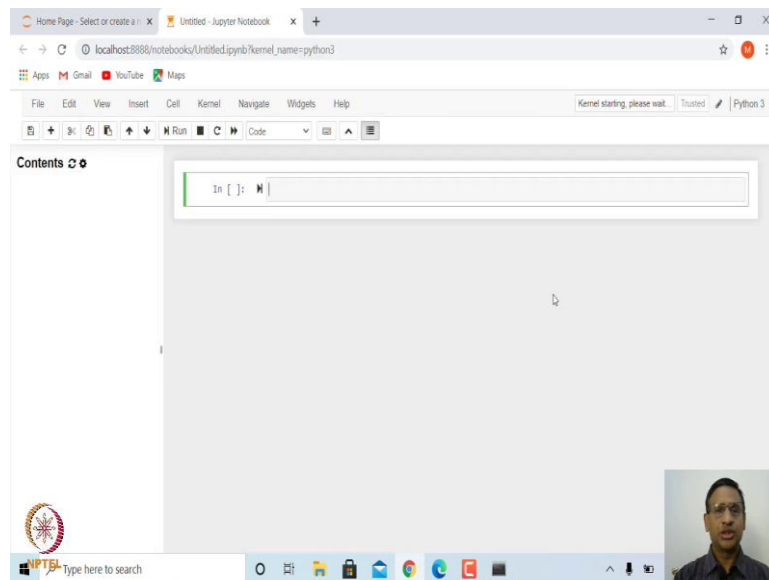 Home Page - Select or create a n
Untitled - Jupyter Notebook
localhost:8888/notebooks/Untitled.ipynb?kernel_name=python3
Apps Gmail YouTube Maps
File Edit View Insert Cell Kernel Navigate Widgets Help Kernel starting, please wait... Trusted Python 3
Run Code
Contents
In [ ]:
NPTEL
Type here to search